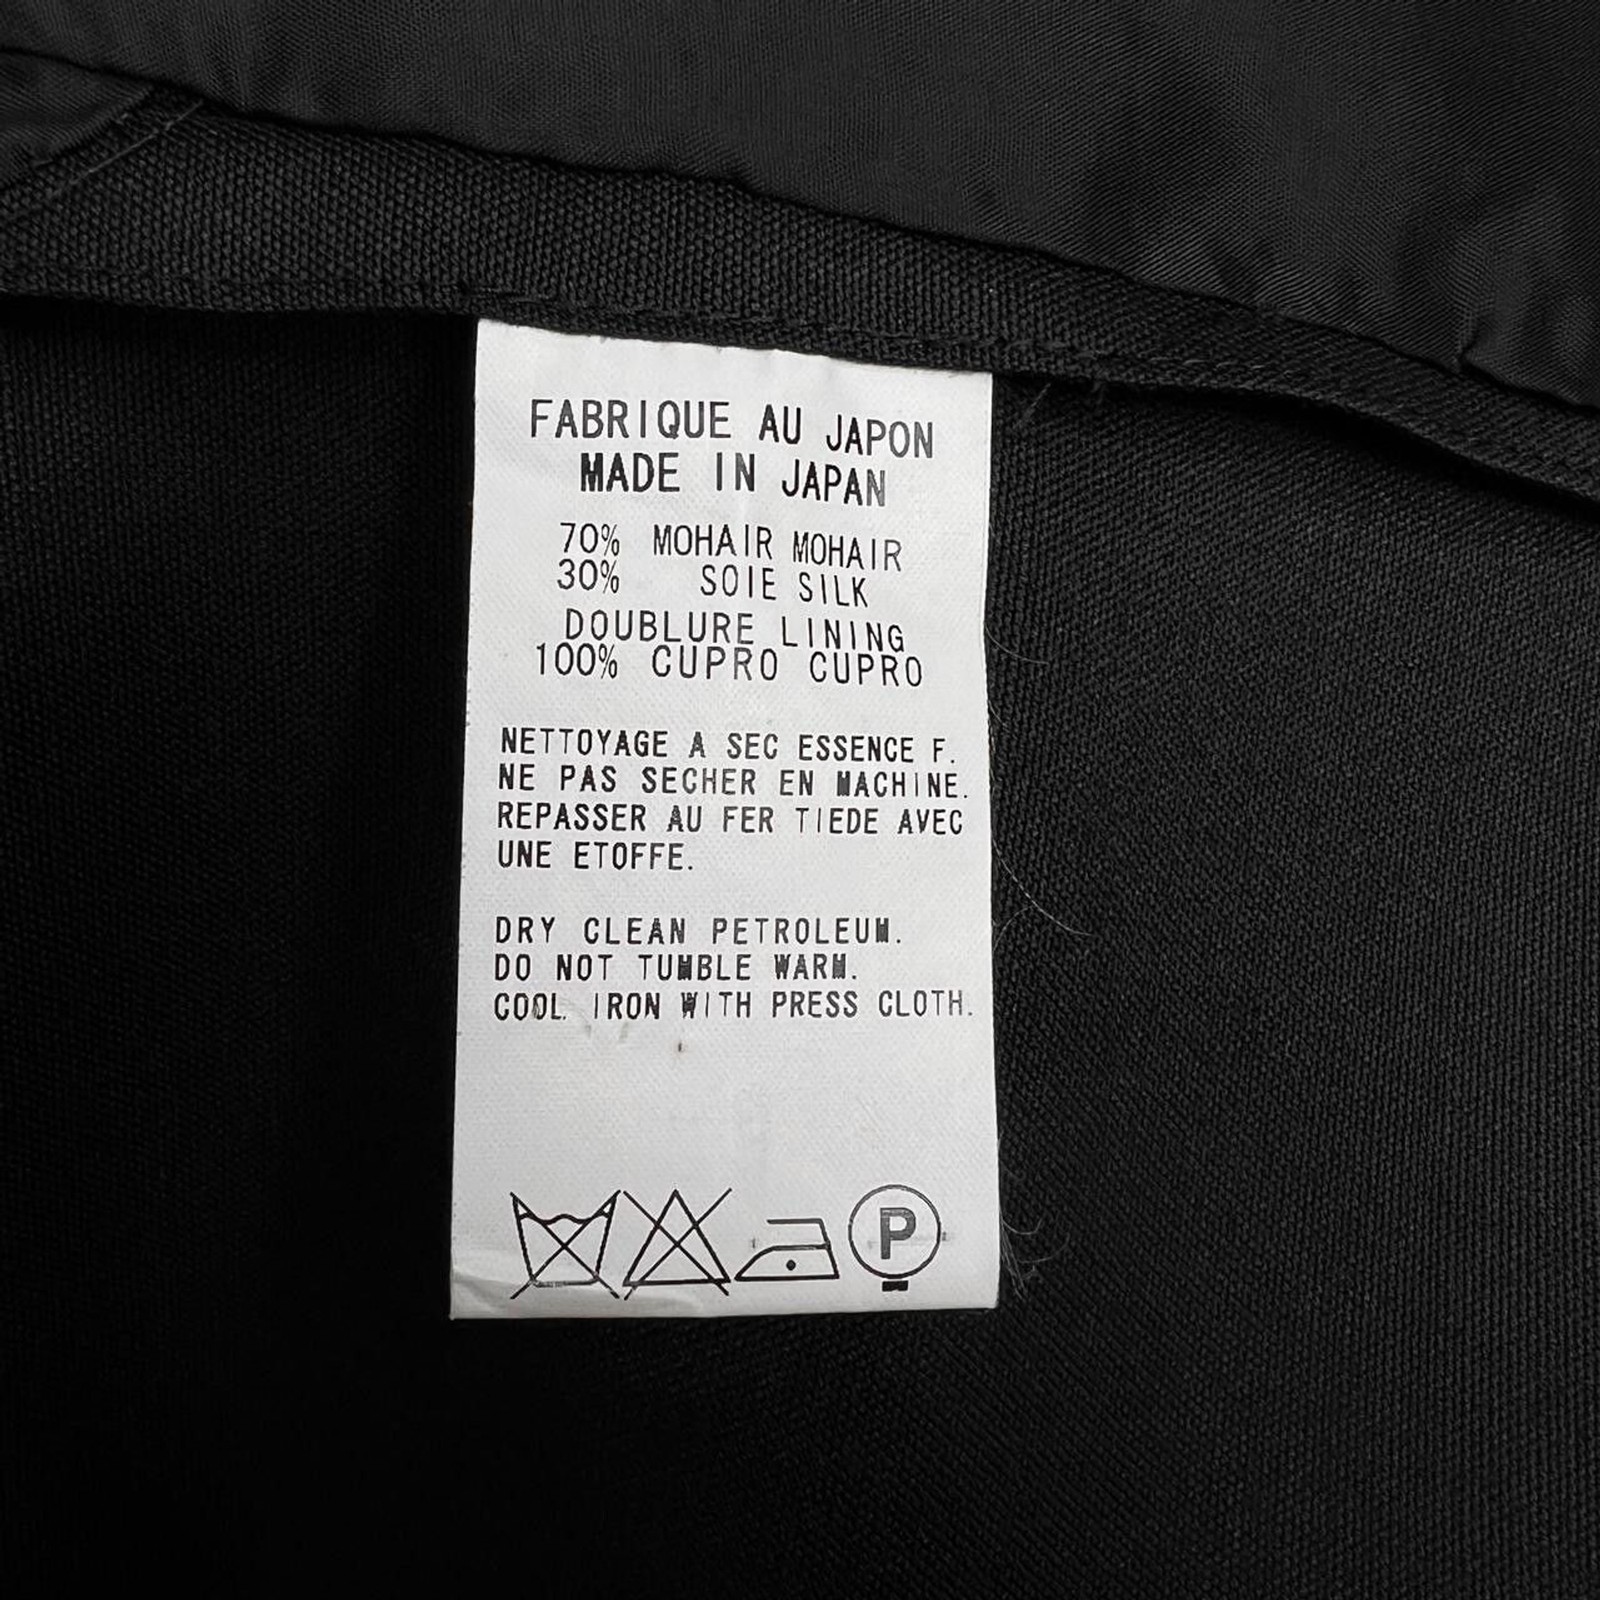 FABRIQUE AU JAPON
MADE IN JAPAN
70% MOHAIR MOHAIR
30% SOIE SILK
DOUBLURE LINING
100% CUPRO CUPRO
NETTOYAGE A SEC ESSENCE F.
NE PAS SECHER EN MACHINE.
REPASSER AU FER TIEDE AVEC
UNE ETOFFE.
DRY CLEAN PETROLEUM.
DO NOT TUMBLE WARM.
COOL IRON WITH PRESS CLOTH.
P